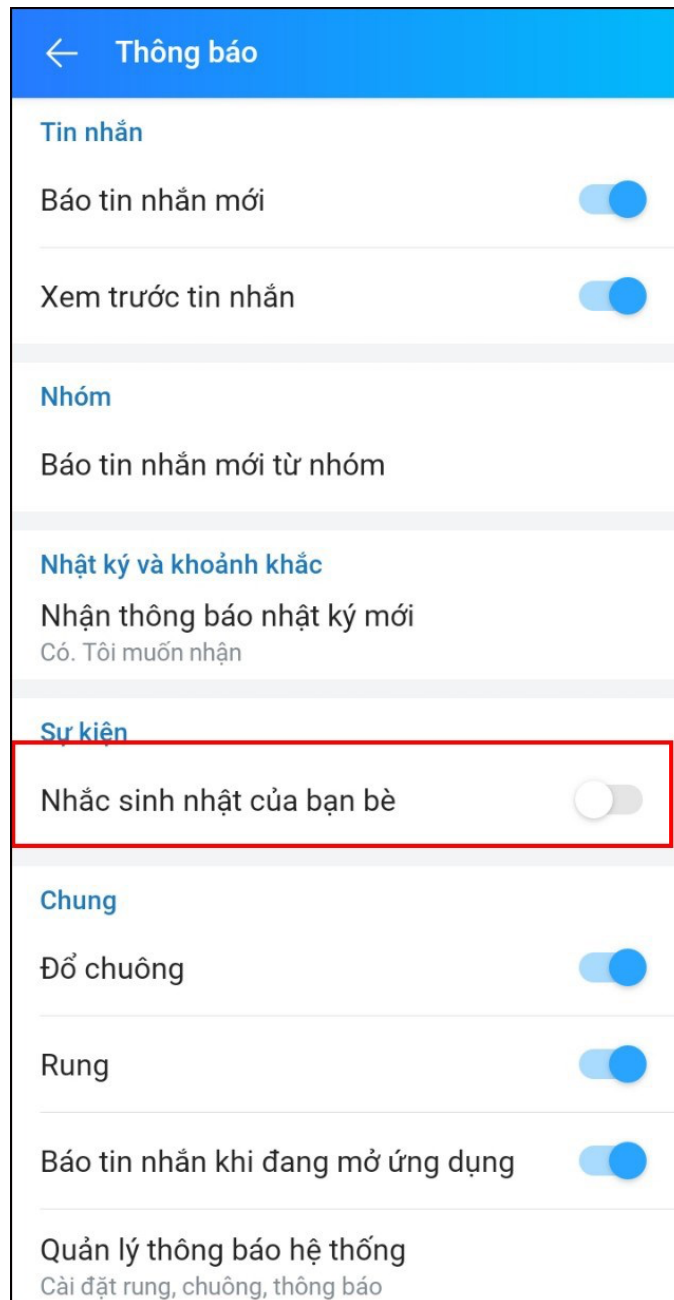 Thông báo
Tin nhắn
Báo tin nhắn mới
Xem trước tin nhắn
Nhóm
Báo tin nhắn mới từ nhóm
Nhật ký và khoảnh khắc
Nhận thông báo nhật ký mới
Có. Tôi muốn nhận
Sự kiện
Nhắc sinh nhật của bạn bè
Chung
Đổ chuông
Rung
Báo tin nhắn khi đang mở ứng dụng
Quản lý thông báo hệ thống
Cài đặt rung, chuông, thông báo